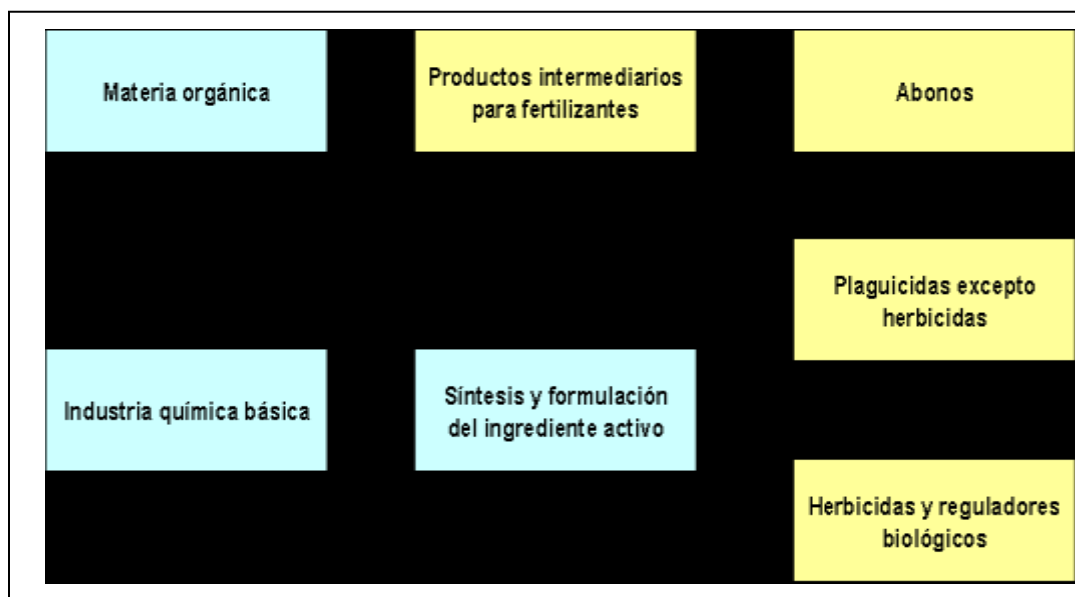 Materia orgánica
Productos intermediarios
para fertilizantes
Abonos
Plaguicidas excepto
herbicidas
Industria química básica
Síntesis y formulación
del ingrediente activo
Herbicidas y reguladores
biológicos